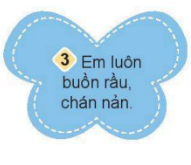 3 Em luôn
buồn rầu,
chán nản.